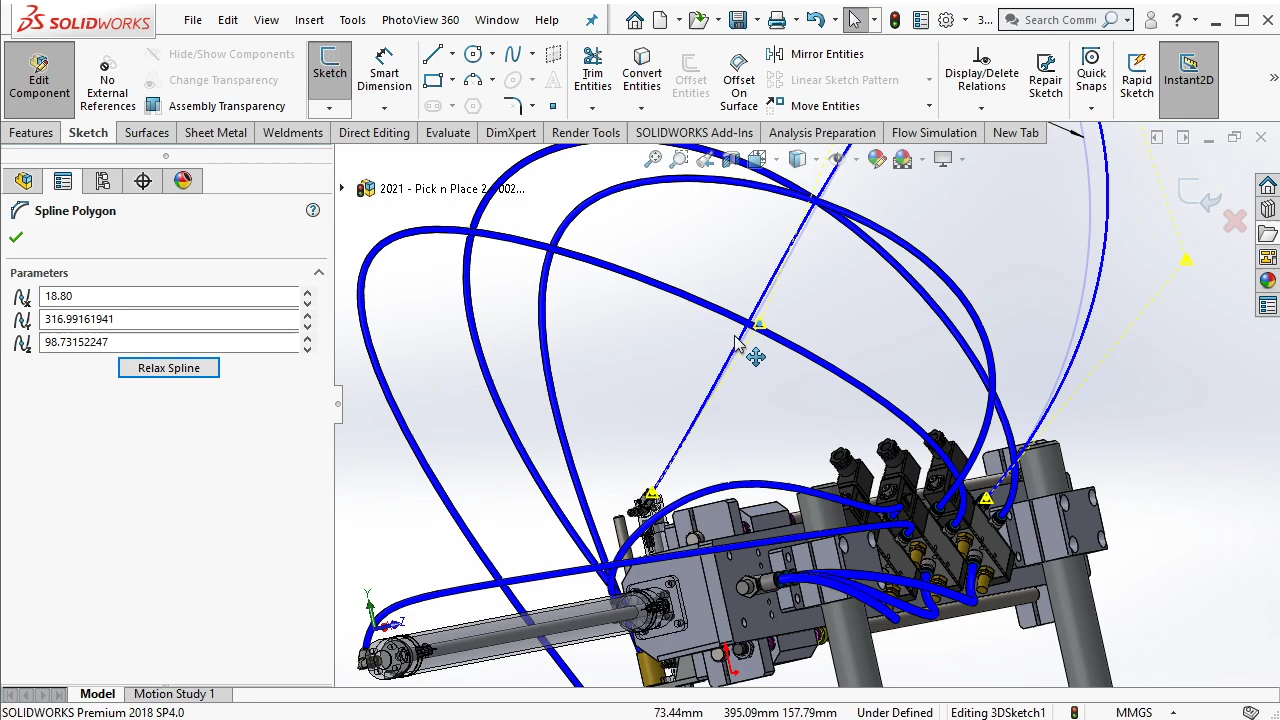 SOLIDWORKS
File Edit View Insert Tools PhotoView 360 Window Help
3...
Search Commu
?
Edit Component
No External References
Hide/Show Components
Change Transparency
Assembly Transparency
Sketch
Smart Dimension
Trim Entities
Convert Entities
Offset Entities
Offset On Surface
Mirror Entities
Linear Sketch Pattern
Move Entities
Display/Delete Relations
Repair Sketch
Quick Snaps
Rapid Sketch
Instant2D
Features Sketch Surfaces Sheet Metal Weldments Direct Editing Evaluate DimXpert Render Tools SOLIDWORKS Add-Ins Analysis Preparation Flow Simulation New Tab
2021 - Pick n Place 2_002...
Spline Polygon
?
Parameters
18.80
316.99161941
98.73152247
Relax Spline
Y
Z
Model Motion Study 1
SOLIDWORKS Premium 2018 SP4.0
73.44mm 395.09mm 157.79mm Under Defined Editing 3DSketch1 MMGS